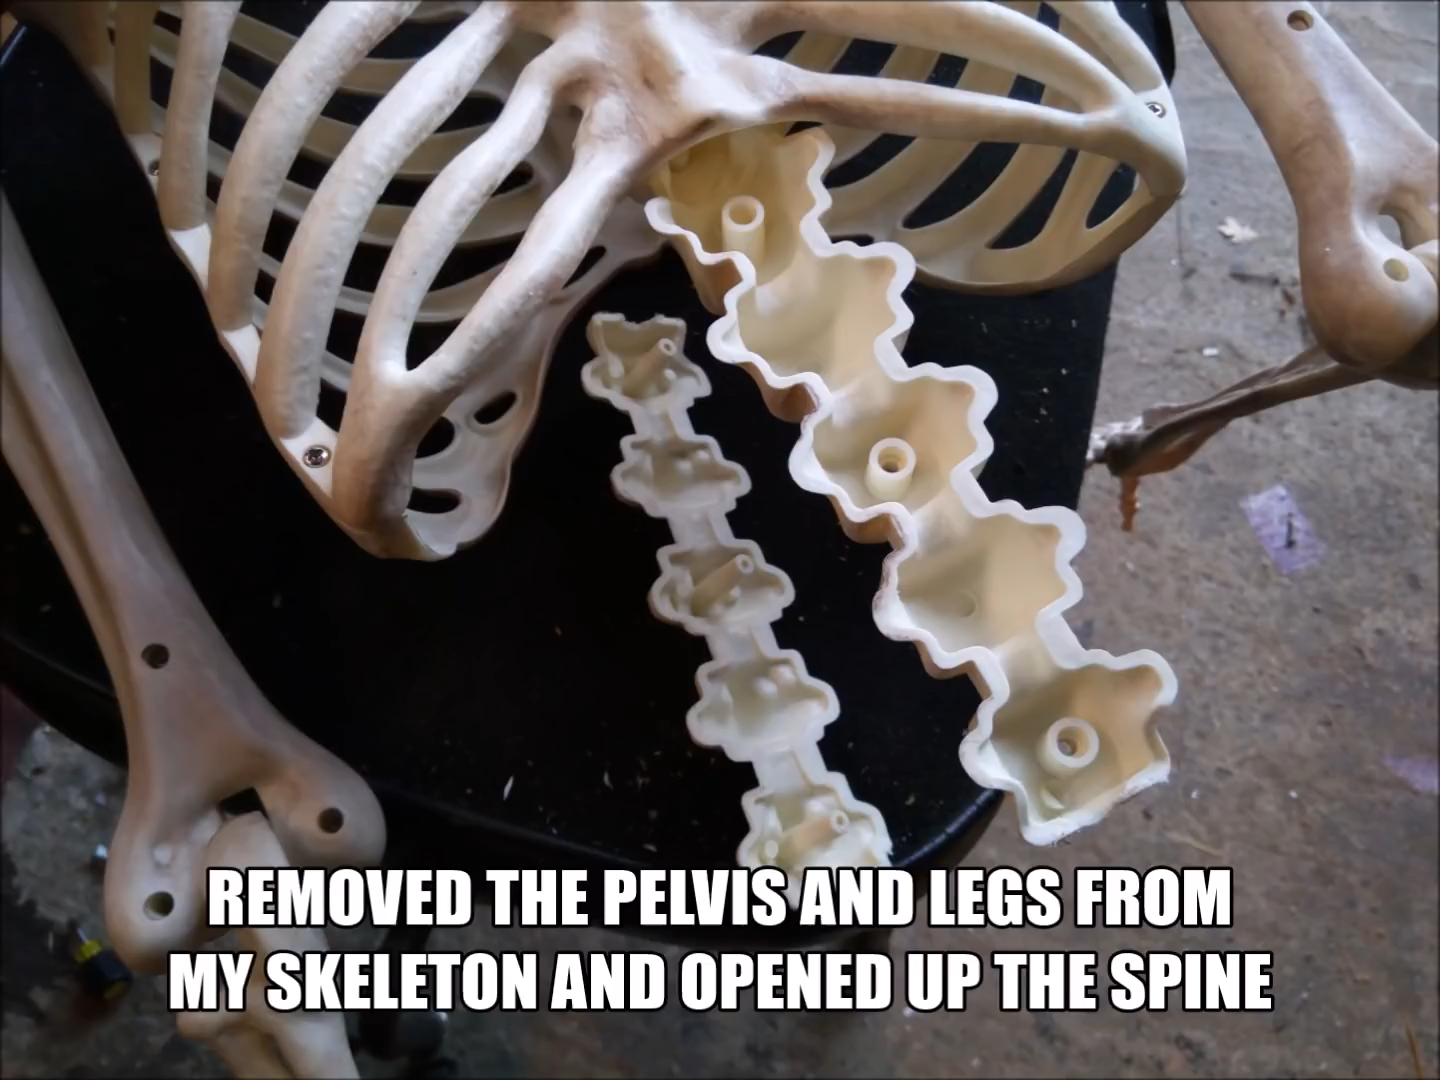 REMOVED THE PELVIS AND LEGS FROM
MY SKELETON AND OPENED UP THE SPINE